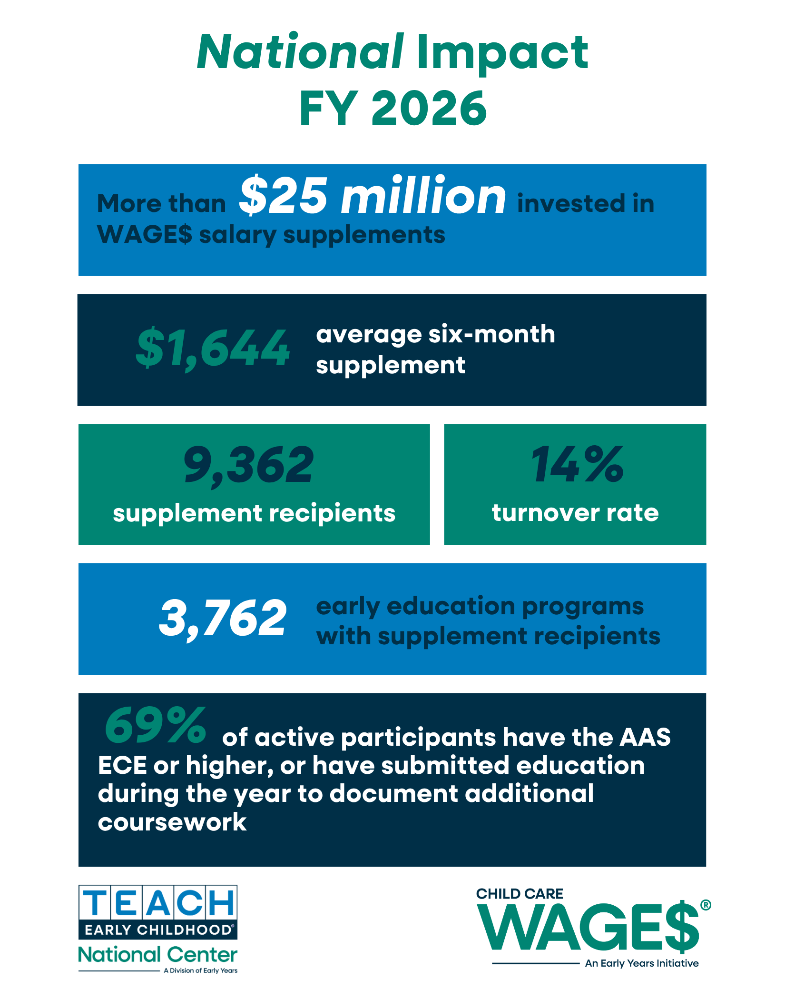 National Impact
FY 2026
More than $25 million invested in
WAGE$ salary supplements
$1,644
average six-month
supplement
9,362
supplement recipients
14%
turnover rate
3,762
early education programs
with supplement recipients
69% of active participants have the AAS
ECE or higher, or have submitted education
during the year to document additional
coursework
TEACH
EARLY CHILDHOOD®
National Center
A Division of Early Years
CHILD CARE
WAGE$®
An Early Years Initiative